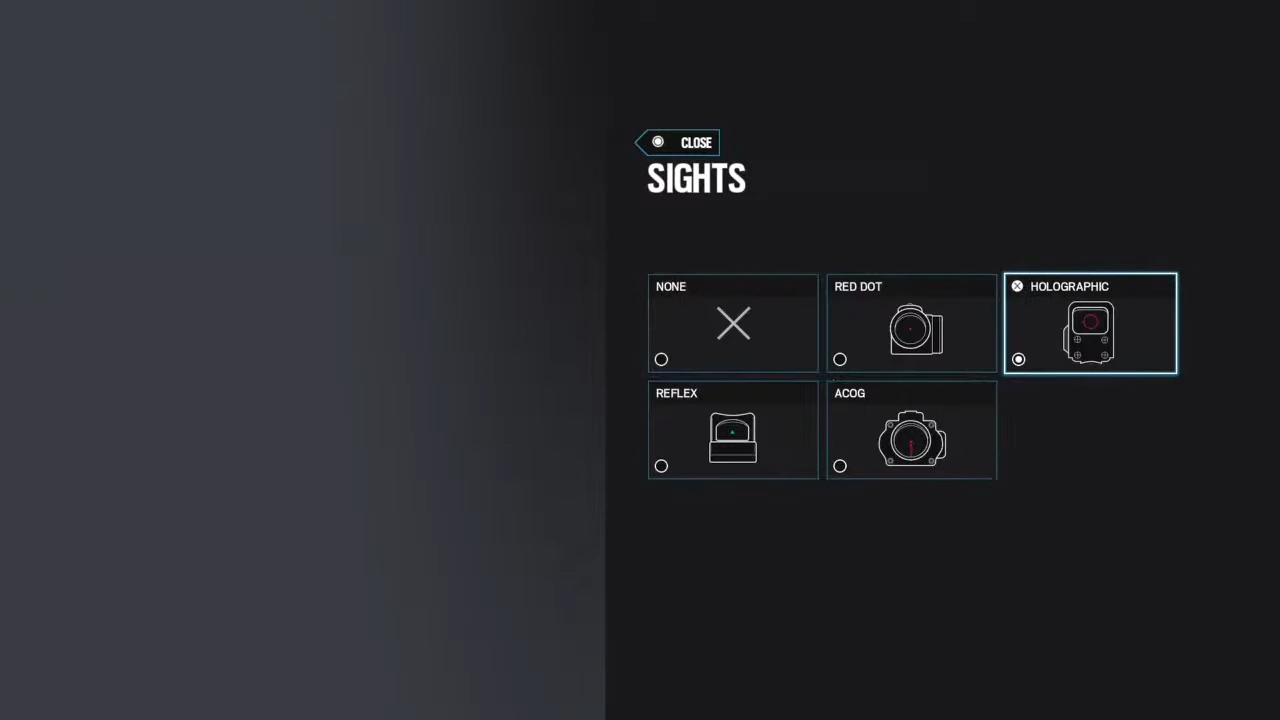 CLOSE
SIGHTS
NONE
RED DOT
HOLOGRAPHIC
REFLEX
ACOG